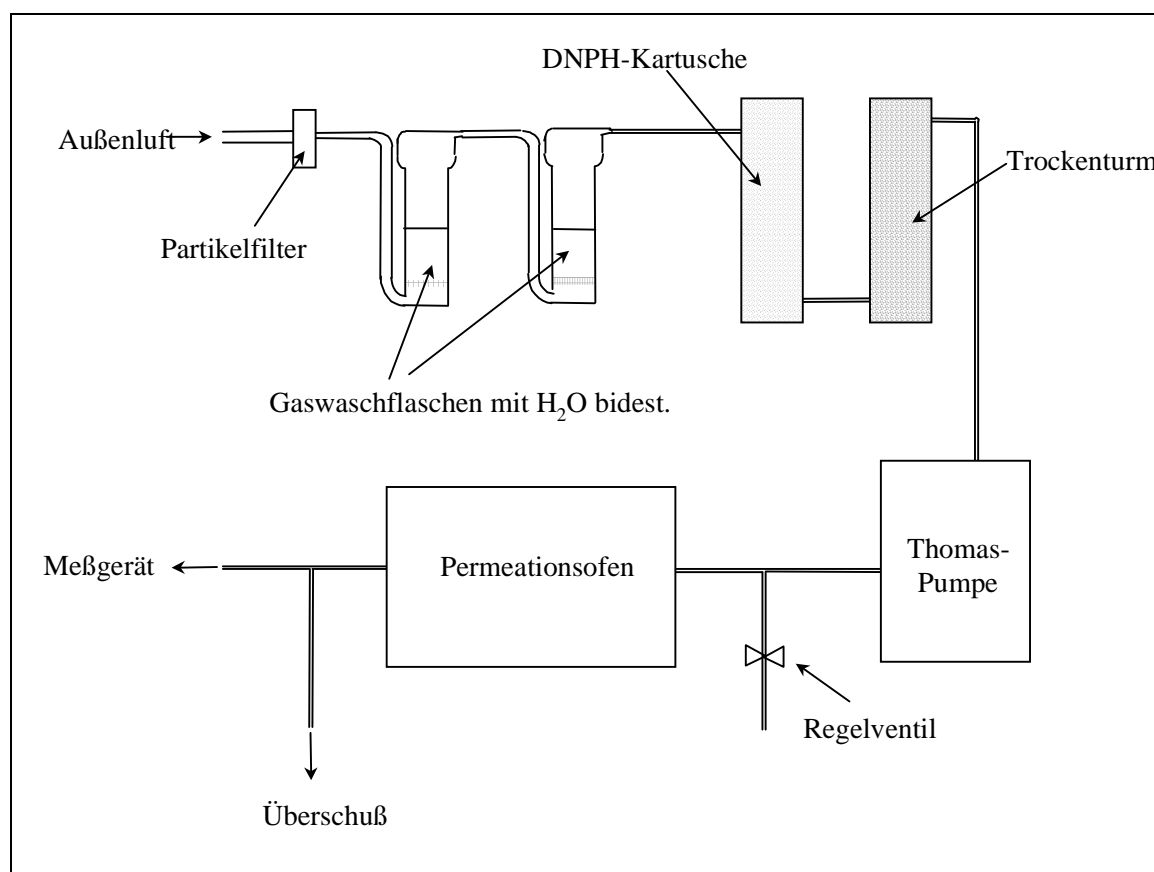 DNPH-Kartusche
Außenluft
Trockenturm
Partikelfilter
Gaswaschflaschen mit H₂O bidest.
Meßgerät
Permeationsofen
Thomas-
Pumpe
Regelventil
Überschuß